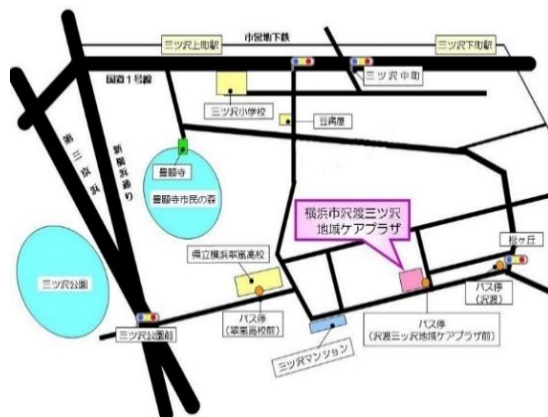 市営地下鉄
三ツ沢上町駅
三ツ沢下町駅
国道1号線
三ツ沢中町
三ツ沢小学校
豆腐屋
第三京浜
新横浜通り
豊顕寺
豊顕寺市民の森
横浜市沢渡三ツ沢
地域ケアプラザ
松ヶ丘
県立横浜翠嵐高校
三ツ沢公園
バス停
(沢渡)
バス停
(翠嵐高校前)
バス停
(沢渡三ツ沢地域ケアプラザ前)
三ツ沢公園前
三ツ沢マンション